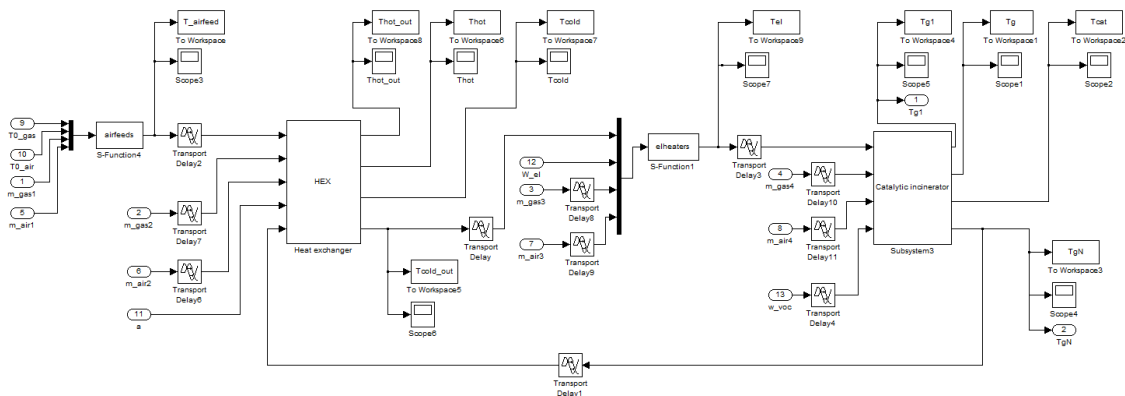 T_airfeed
To Workspace
Scope3
Thot_out
To Workspace8
Thot_out
Thot
To Workspace6
Thot
Tcold
To Workspace7
Tcold
Tel
To Workspace9
Scope7
Tg1
To Workspace4
Scope5
1
Tg1
Tg
To Workspace1
Scope1
Tcat
To Workspace2
Scope2
9
T0_gas
10
T0_air
1
m_gas1
5
m_air1
airfeeds
S-Function4
Transport
Delay2
2
m_gas2
Transport
Delay7
6
m_air2
Transport
Delay6
11
a
HEX
Heat exchanger
Tcold_out
To Workspace5
Scope6
Transport
Delay
12
W_el
3
m_gas3
Transport
Delay8
7
m_air3
Transport
Delay9
elheaters
S-Function1
Transport
Delay3
4
m_gas4
Transport
Delay10
8
m_air4
Transport
Delay11
13
w_voc
Transport
Delay4
Catalytic incinerator
Subsystem3
TgN
To Workspace3
Scope4
2
TgN
Transport
Delay1